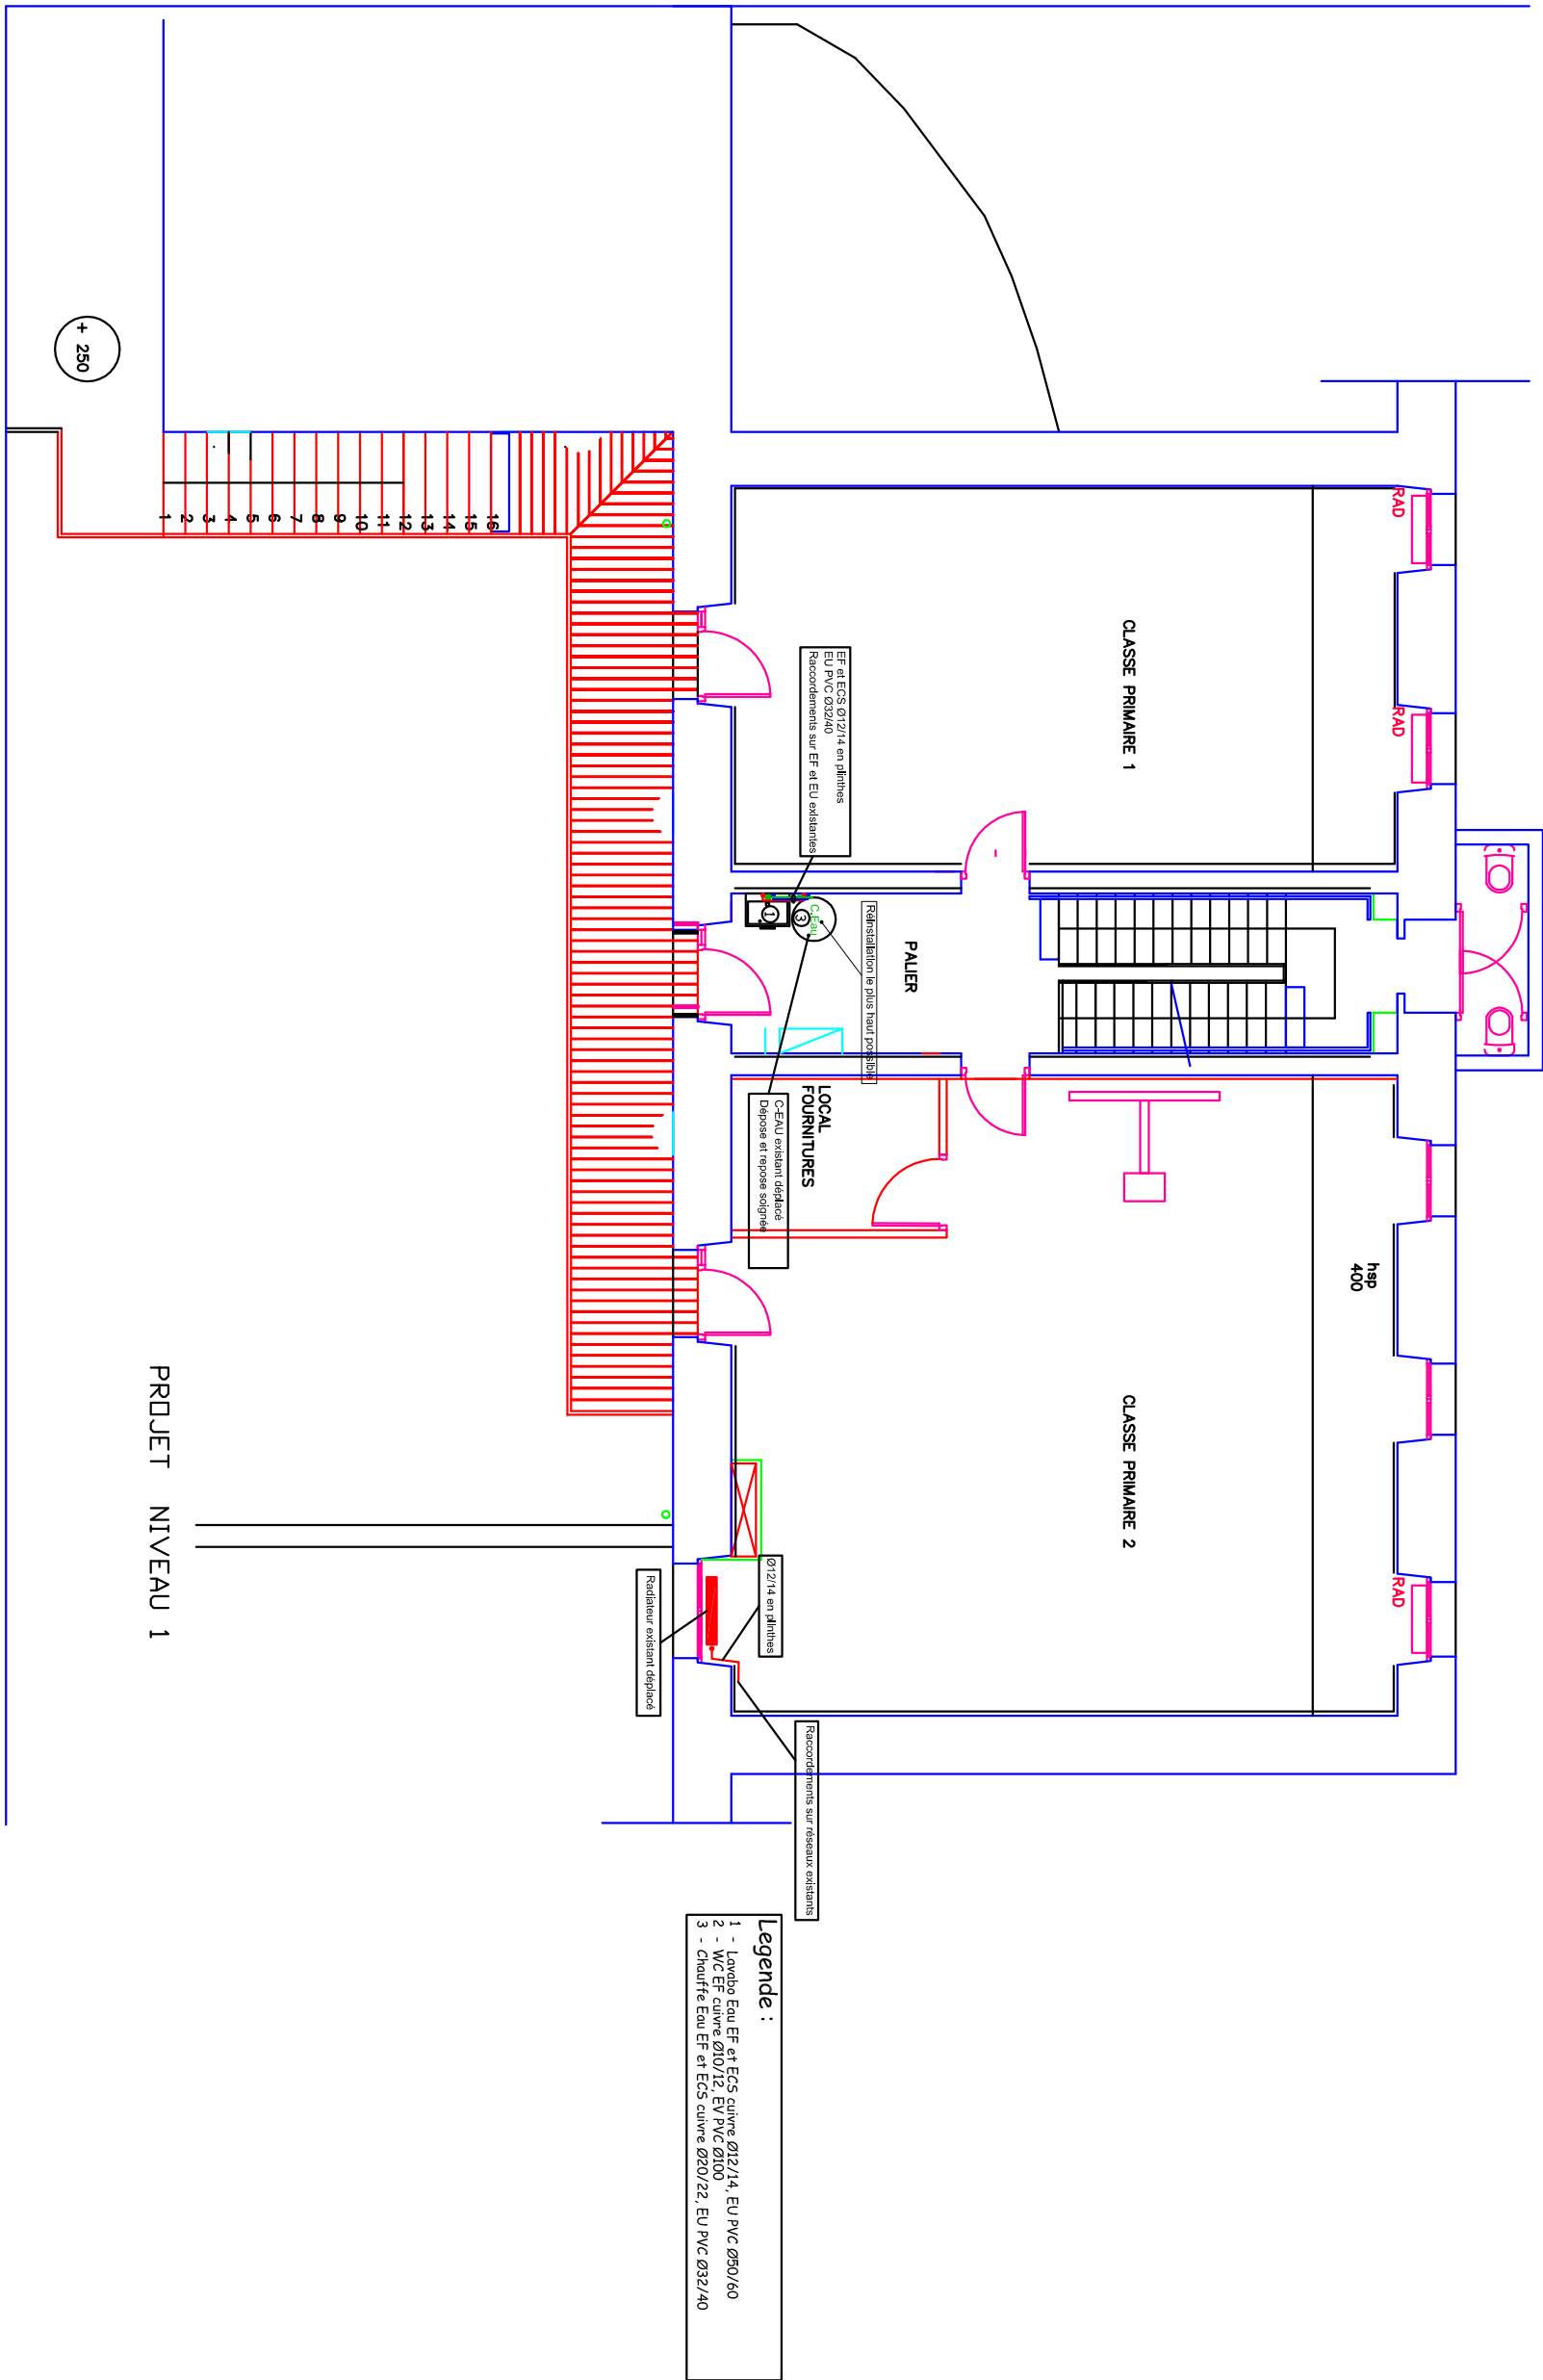 RAD
RAD
RAD
CLASSE PRIMAIRE 1
hsp
400
CLASSE PRIMAIRE 2
PALIER
Réinstallation le plus haut possible
EF et ECS Ø12/14 en plinthes
EU PVC Ø32/40
Raccordements sur EF et EU existantes
C.Eau
3
1
LOCAL
FOURNITURES
C-EAU existant déplacé
Dépose et repose soignée
Ø12/14 en plinthes
Raccordements sur réseaux existants
Radiateur existant déplacé
1
2
3
4
5
6
7
8
9
10
11
12
13
14
15
16
+ 250
PROJET NIVEAU 1
Legende :
1 - Lavabo Eau EF et ECS cuivre Ø12/14, EU PVC Ø50/60
2 - WC EF cuivre Ø10/12, EV PVC Ø100
3 - Chauffe Eau EF et ECS cuivre Ø20/22, EU PVC Ø32/40